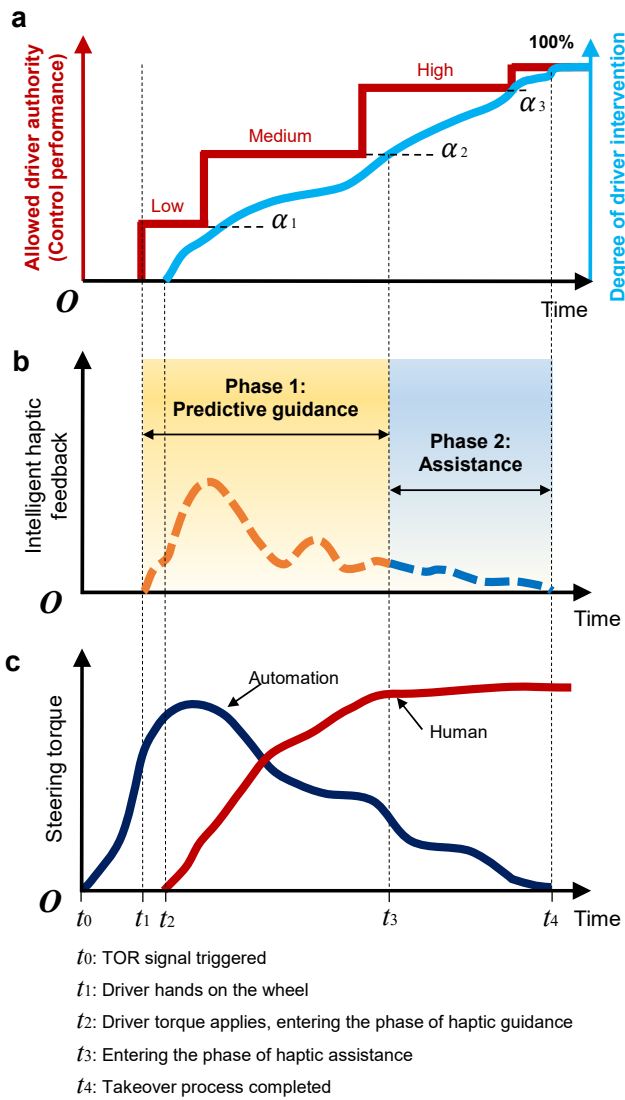 a
Allowed driver authority
(Control performance)
Low
Medium
High
100%
α1
α2
α3
Degree of driver intervention
O
Time
b
Intelligent haptic
feedback
Phase 1:
Predictive guidance
Phase 2:
Assistance
O
Time
c
Steering torque
Automation
Human
O
Time
t0
t1
t2
t3
t4
t0: TOR signal triggered
t1: Driver hands on the wheel
t2: Driver torque applies, entering the phase of haptic guidance
t3: Entering the phase of haptic assistance
t4: Takeover process completed